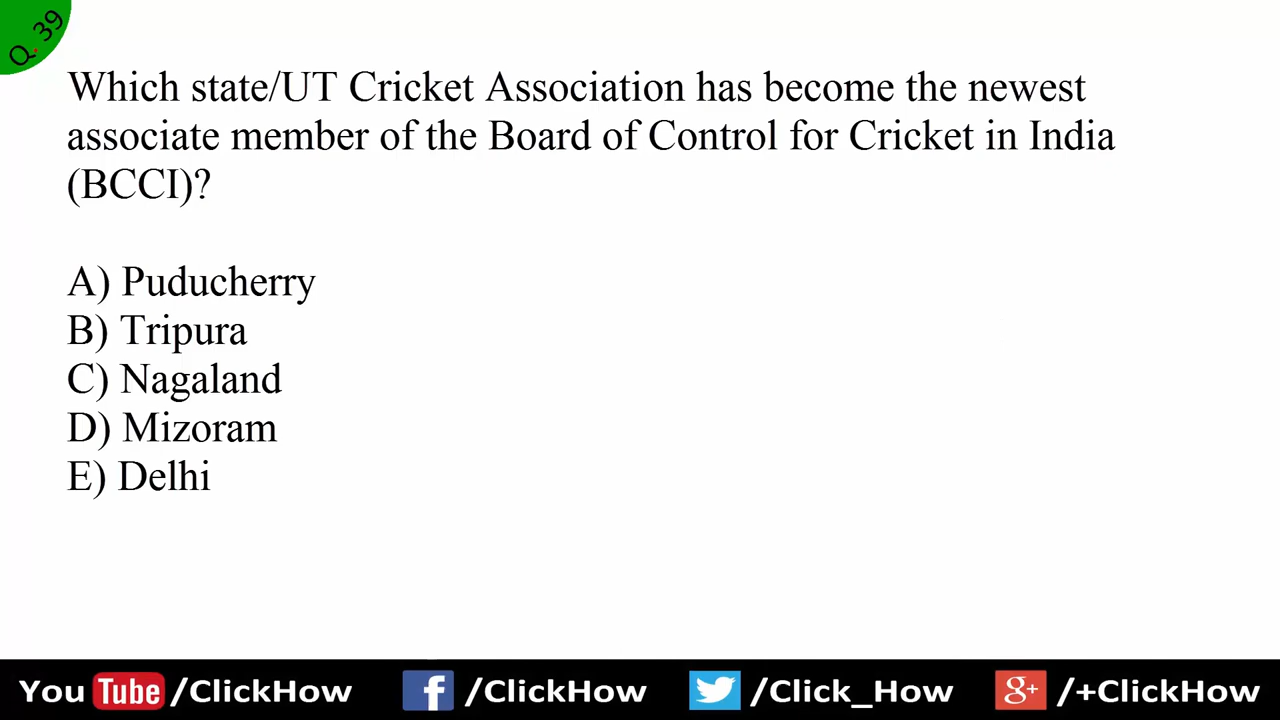 Q. 39
Which state/UT Cricket Association has become the newest
associate member of the Board of Control for Cricket in India
(BCCI)?
A) Puducherry
B) Tripura
C) Nagaland
D) Mizoram
E) Delhi
You Tube /ClickHow f /ClickHow /Click_How g+ /+ClickHow